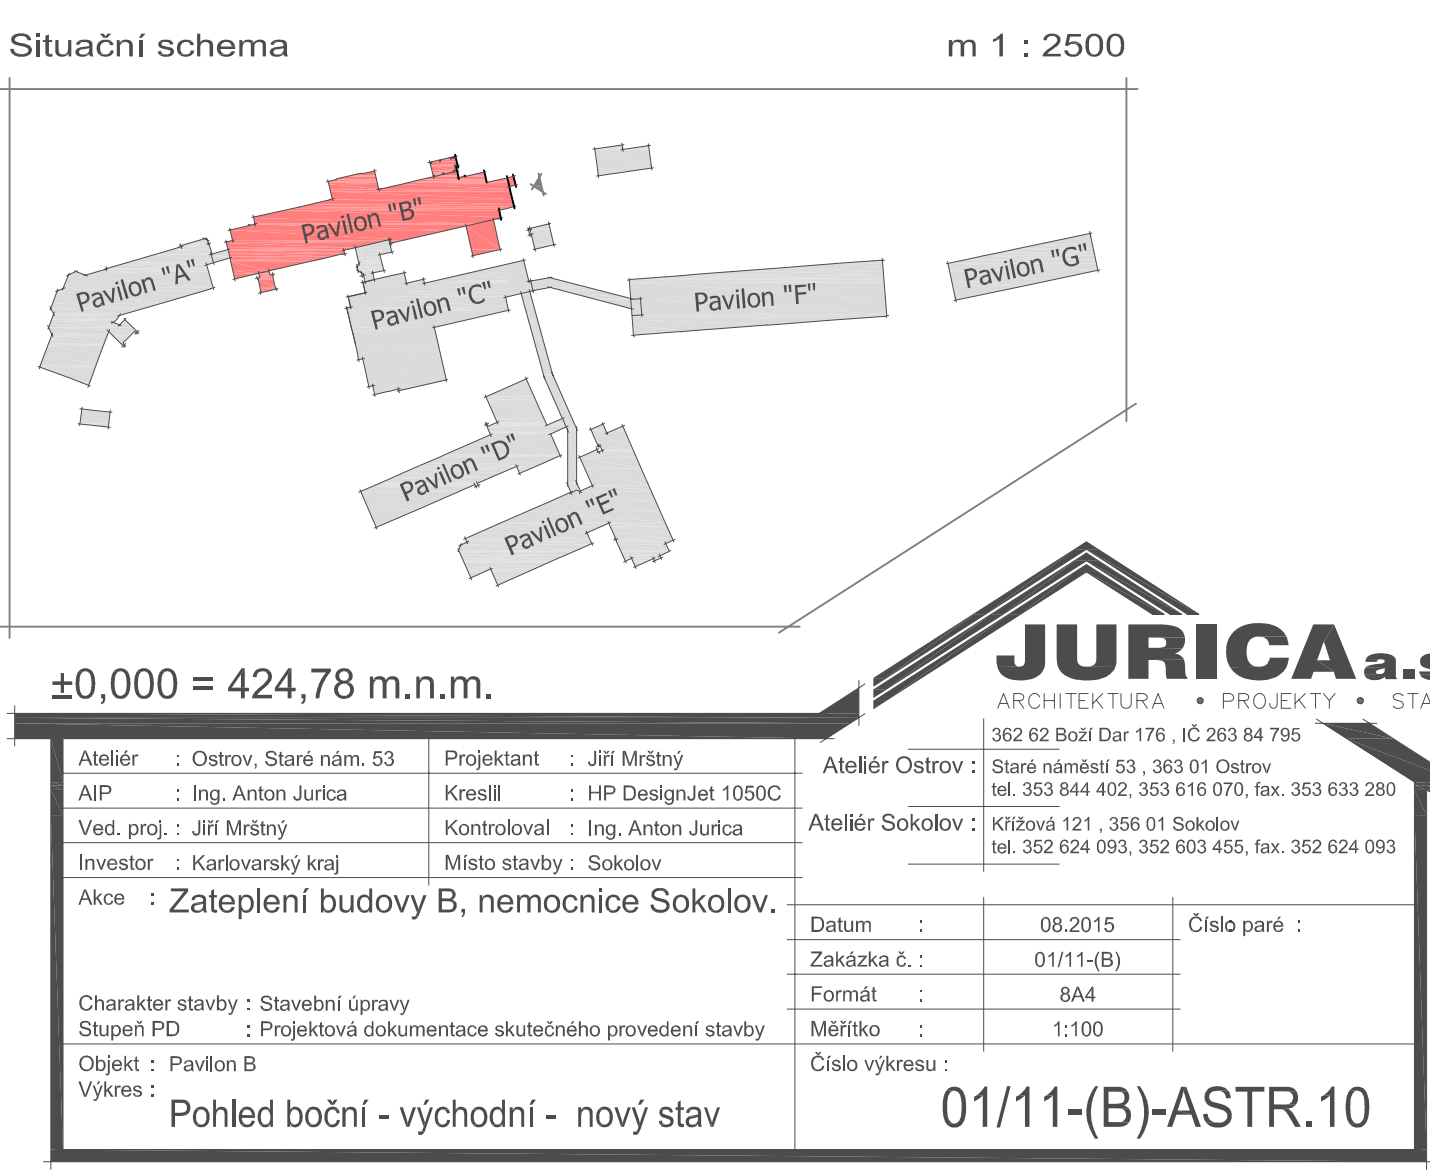 Situační schema m 1 : 2500
Pavilon "B"
Pavilon "A"
Pavilon "C"
Pavilon "F"
Pavilon "G"
Pavilon "D"
Pavilon "E"
±0,000 = 424,78 m.n.m.
JURICA a.s
ARCHITEKTURA • PROJEKTY • STA
362 62 Boží Dar 176 , IČ 263 84 795
Ateliér Ostrov : Staré náměstí 53 , 363 01 Ostrov
tel. 353 844 402, 353 616 070, fax. 353 633 280
Ateliér Sokolov : Křížová 121 , 356 01 Sokolov
tel. 352 624 093, 352 603 455, fax. 352 624 093
Ateliér : Ostrov, Staré nám. 53 Projektant : Jiří Mrštný
AIP : Ing. Anton Jurica Kreslil : HP DesignJet 1050C
Ved. proj. : Jiří Mrštný Kontroloval : Ing. Anton Jurica
Investor : Karlovarský kraj Místo stavby : Sokolov
Akce : Zateplení budovy B, nemocnice Sokolov.
Charakter stavby : Stavební úpravy
Stupeň PD : Projektová dokumentace skutečného provedení stavby
Datum : 08.2015 Číslo paré :
Zakázka č. : 01/11-(B)
Formát : 8A4
Měřítko : 1:100
Objekt : Pavilon B
Výkres :
Pohled boční - východní - nový stav
Číslo výkresu :
01/11-(B)-ASTR.10